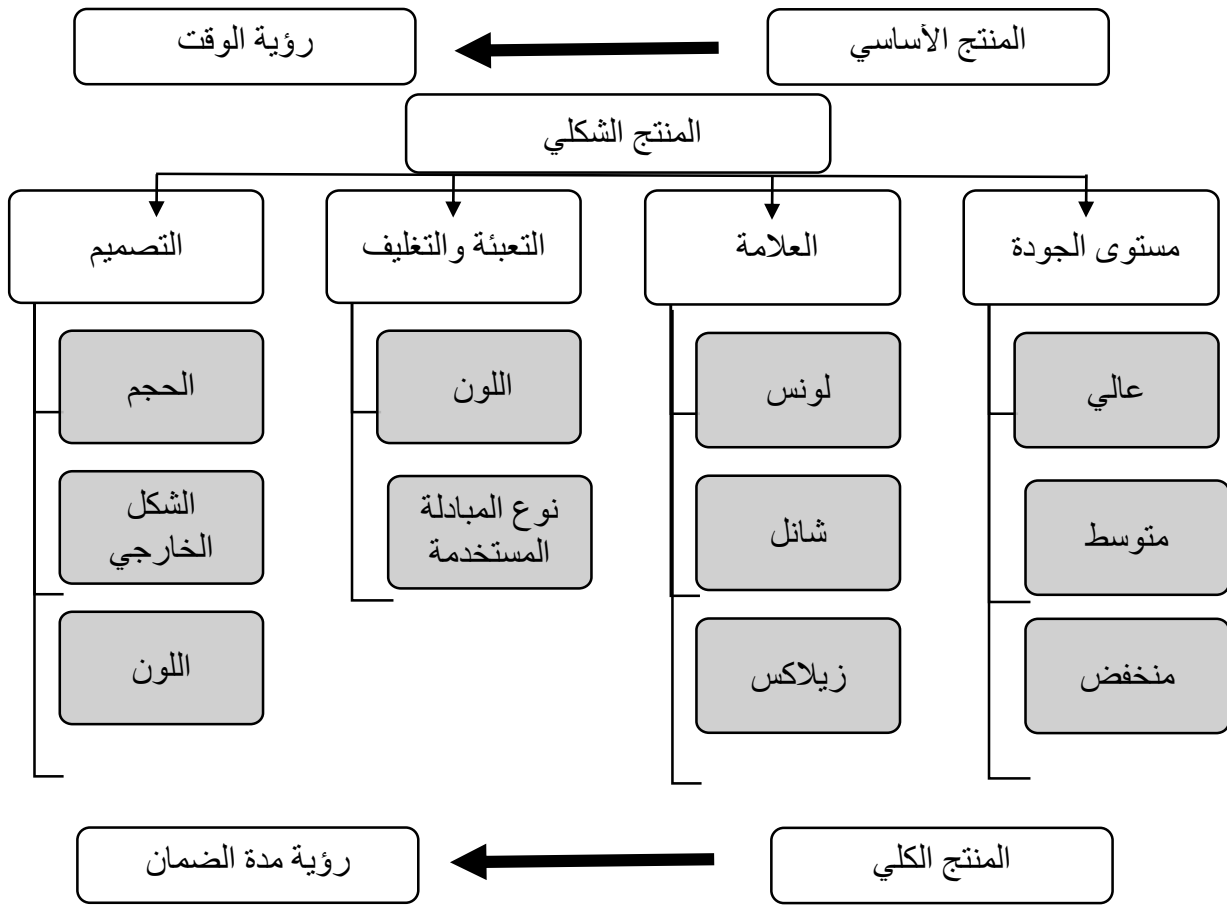 المنتج الأساسي
رؤية الوقت
المنتج الشكلي
مستوى الجودة
العلامة
التعبئة والتغليف
التصميم
عالي
لونس
اللون
الحجم
متوسط
شانل
نوع المبادلة
المستخدمة
الشكل
الخارجي
منخفض
زيلاكس
اللون
المنتج الكلي
رؤية مدة الضمان